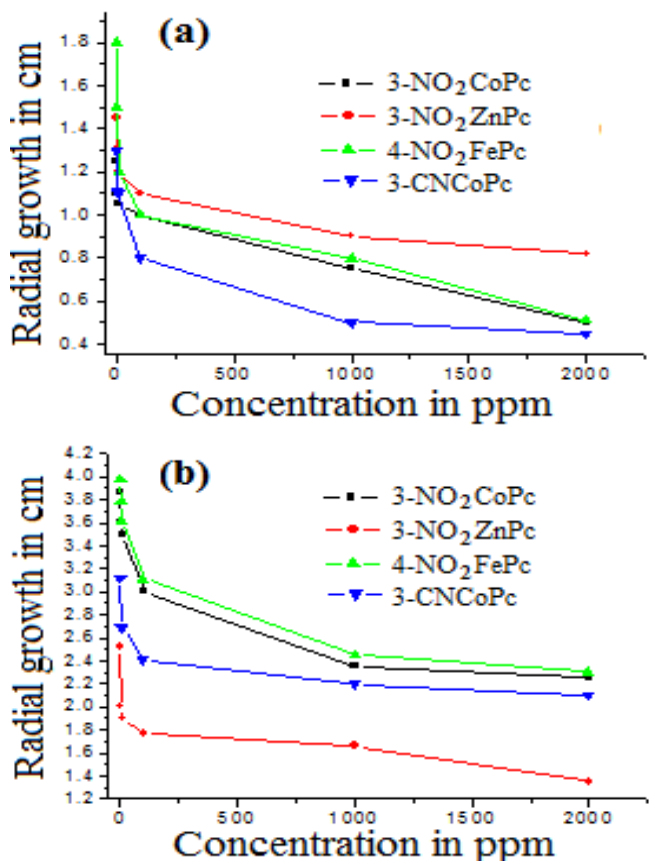 (a)
1.8
1.6
1.4
1.2
1.0
0.8
0.6
0.4
Radial growth in cm
3-NO₂CoPc
3-NO₂ZnPc
4-NO₂FePc
3-CNCoPc
0 500 1000 1500 2000
Concentration in ppm
(b)
4.2
4.0
3.8
3.6
3.4
3.2
3.0
2.8
2.6
2.4
2.2
2.0
1.8
1.6
1.4
1.2
Radial growth in cm
3-NO₂CoPc
3-NO₂ZnPc
4-NO₂FePc
3-CNCoPc
0 500 1000 1500 2000
Concentration in ppm